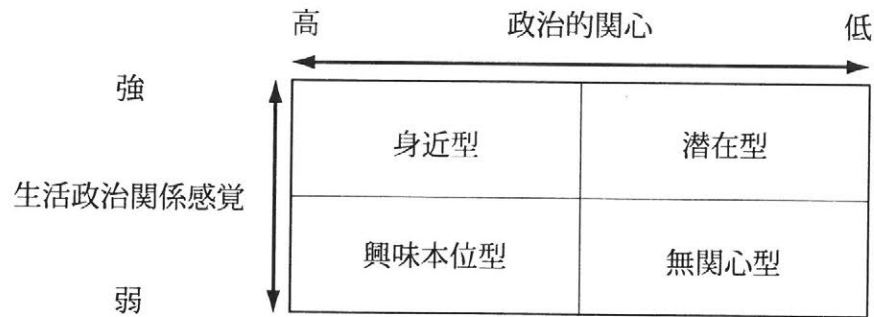 高 政治的関心 低
強
身近型 潜在型
生活政治関係感覚
興味本位型 無関心型
弱